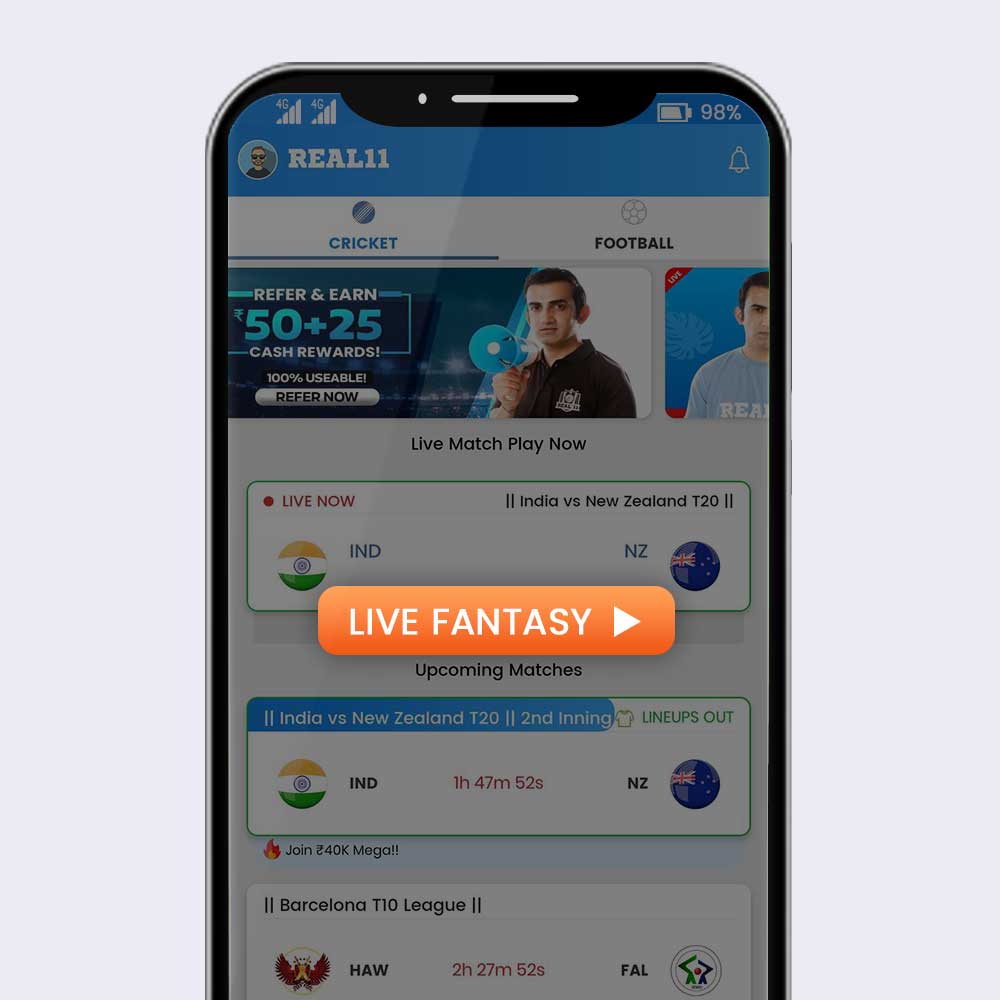 4G 4G 98%
REAL11
CRICKET FOOTBALL
REFER & EARN
₹50+25
CASH REWARDS!
100% USEABLE!
REFER NOW
REAL 11
LIVE
REA
Live Match Play Now
LIVE NOW || India vs New Zealand T20 ||
IND NZ
LIVE FANTASY
Upcoming Matches
|| India vs New Zealand T20 || 2nd Inning LINEUPS OUT
IND 1h 47m 52s NZ
Join ₹40K Mega!!
|| Barcelona T10 League ||
HAW 2h 27m 52s FAL